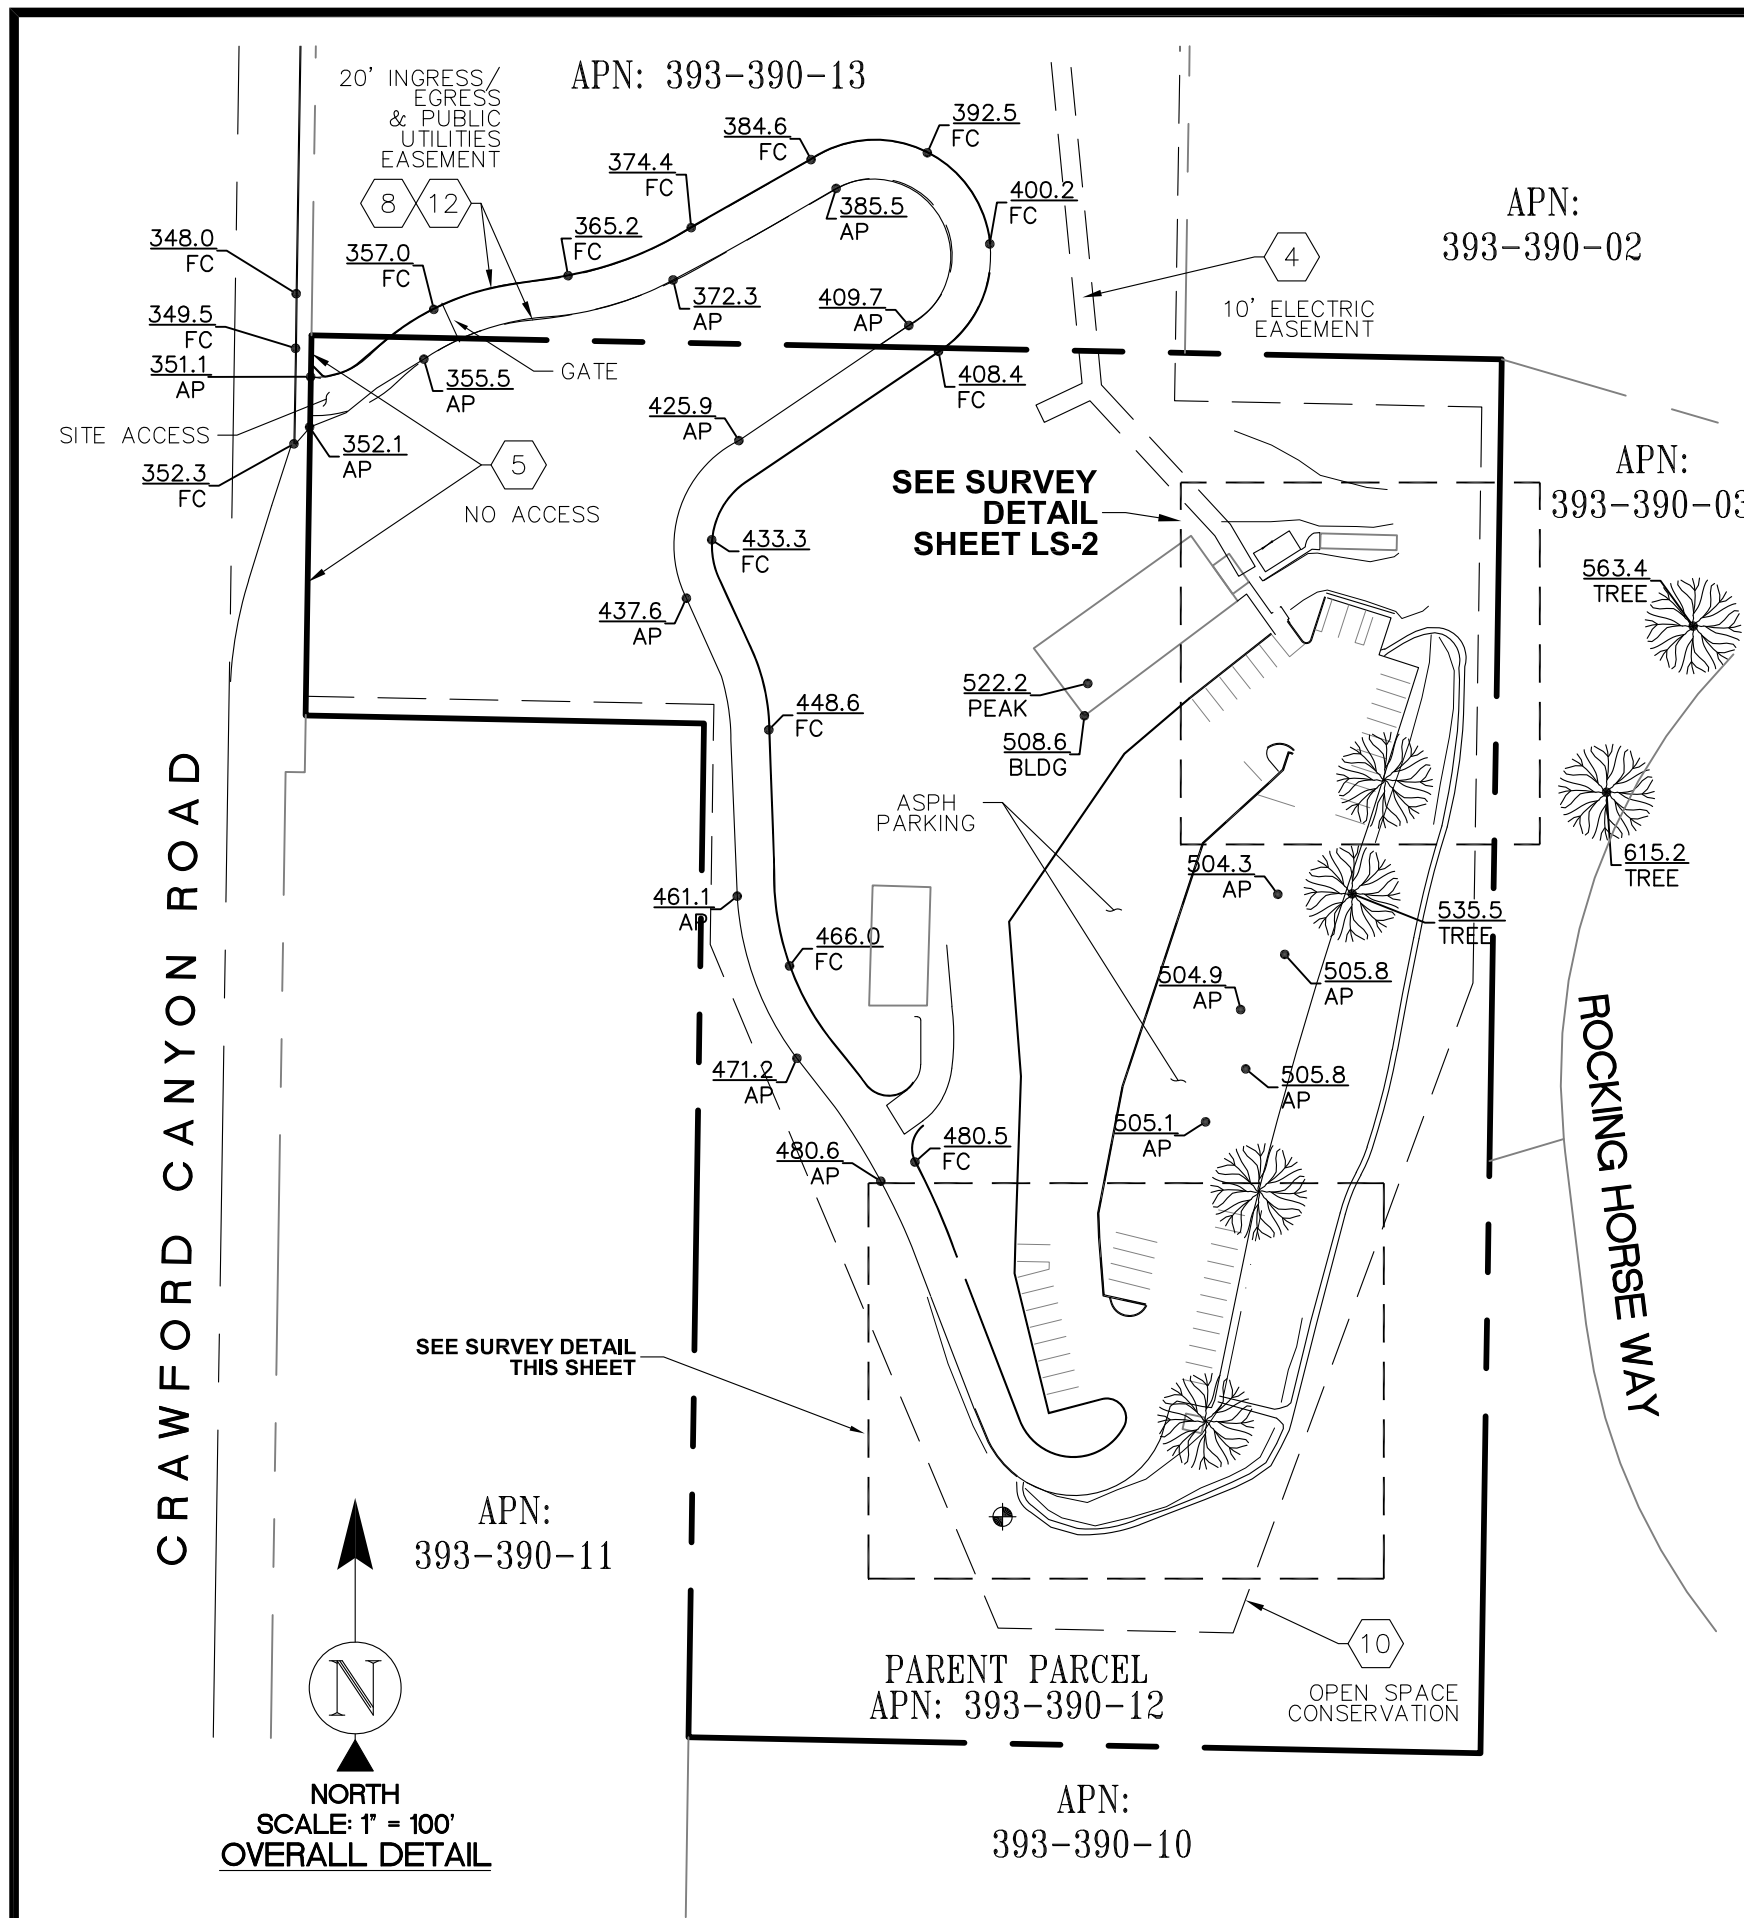 20' INGRESS/
EGRESS
& PUBLIC
UTILITIES
EASEMENT
APN: 393-390-13
8
12
384.6
FC
392.5
FC
374.4
FC
385.5
AP
400.2
FC
APN:
393-390-02
348.0
FC
357.0
FC
365.2
FC
4
10' ELECTRIC
EASEMENT
349.5
FC
372.3
AP
409.7
AP
351.1
AP
355.5
AP
GATE
408.4
FC
SITE ACCESS
352.1
AP
425.9
AP
352.3
FC
5
NO ACCESS
SEE SURVEY
DETAIL
SHEET LS-2
APN:
393-390-03
433.3
FC
563.4
TREE
437.6
AP
522.2
PEAK
448.6
FC
508.6
BLDG
ASPH
PARKING
CRAWFORD CANYON ROAD
504.3
AP
615.2
TREE
461.1
AP
535.5
TREE
466.0
FC
504.9
AP
505.8
AP
ROCKING HORSE WAY
471.2
AP
505.8
AP
505.1
AP
480.6
AP
480.5
FC
SEE SURVEY DETAIL
THIS SHEET
APN:
393-390-11
10
OPEN SPACE
CONSERVATION
PARENT PARCEL
APN: 393-390-12
N
NORTH
SCALE: 1" = 100'
OVERALL DETAIL
APN:
393-390-10